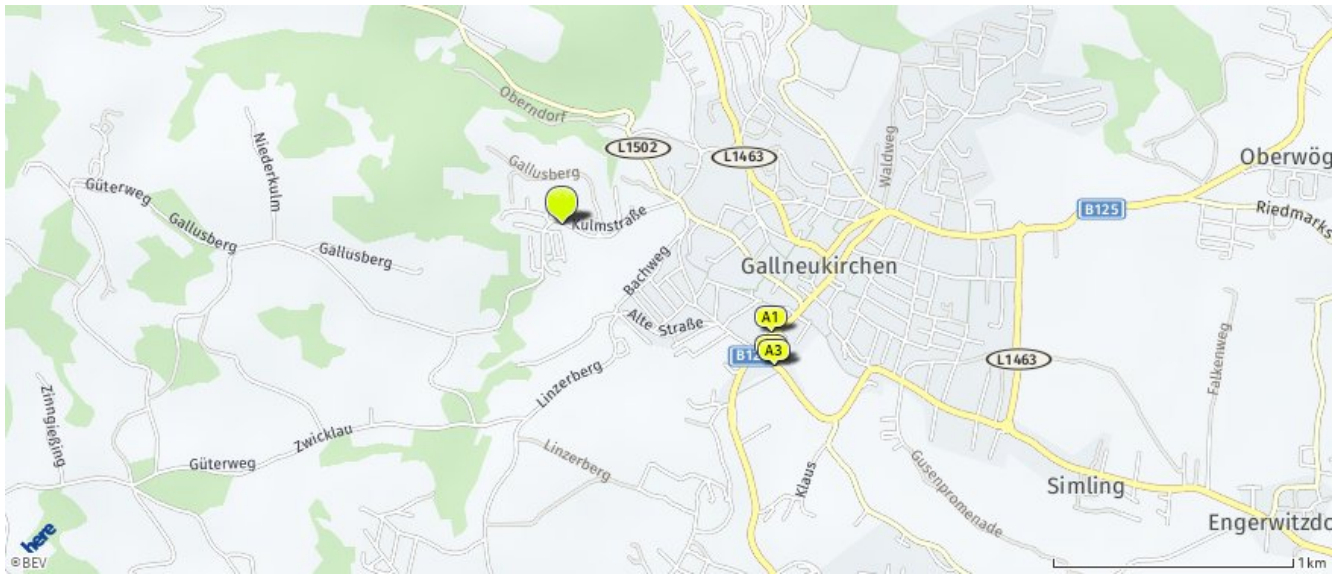 Oberndorf
L1502
L1463
Waldweg
Oberwög
Niederkulm
Gallusberg
Güterweg
Gallusberg
Kulmstraße
B125
Riedmarks
Gallusberg
Bachweg
Gallneukirchen
A1
Alte Straße
A3
L1463
Falkenweg
Linzerberg
Zinngießing
Zwicklau
Güterweg
Linzerberg
Klaus
Gusenpromenade
Simling
Engerwitzdo
here
©BEV
1km